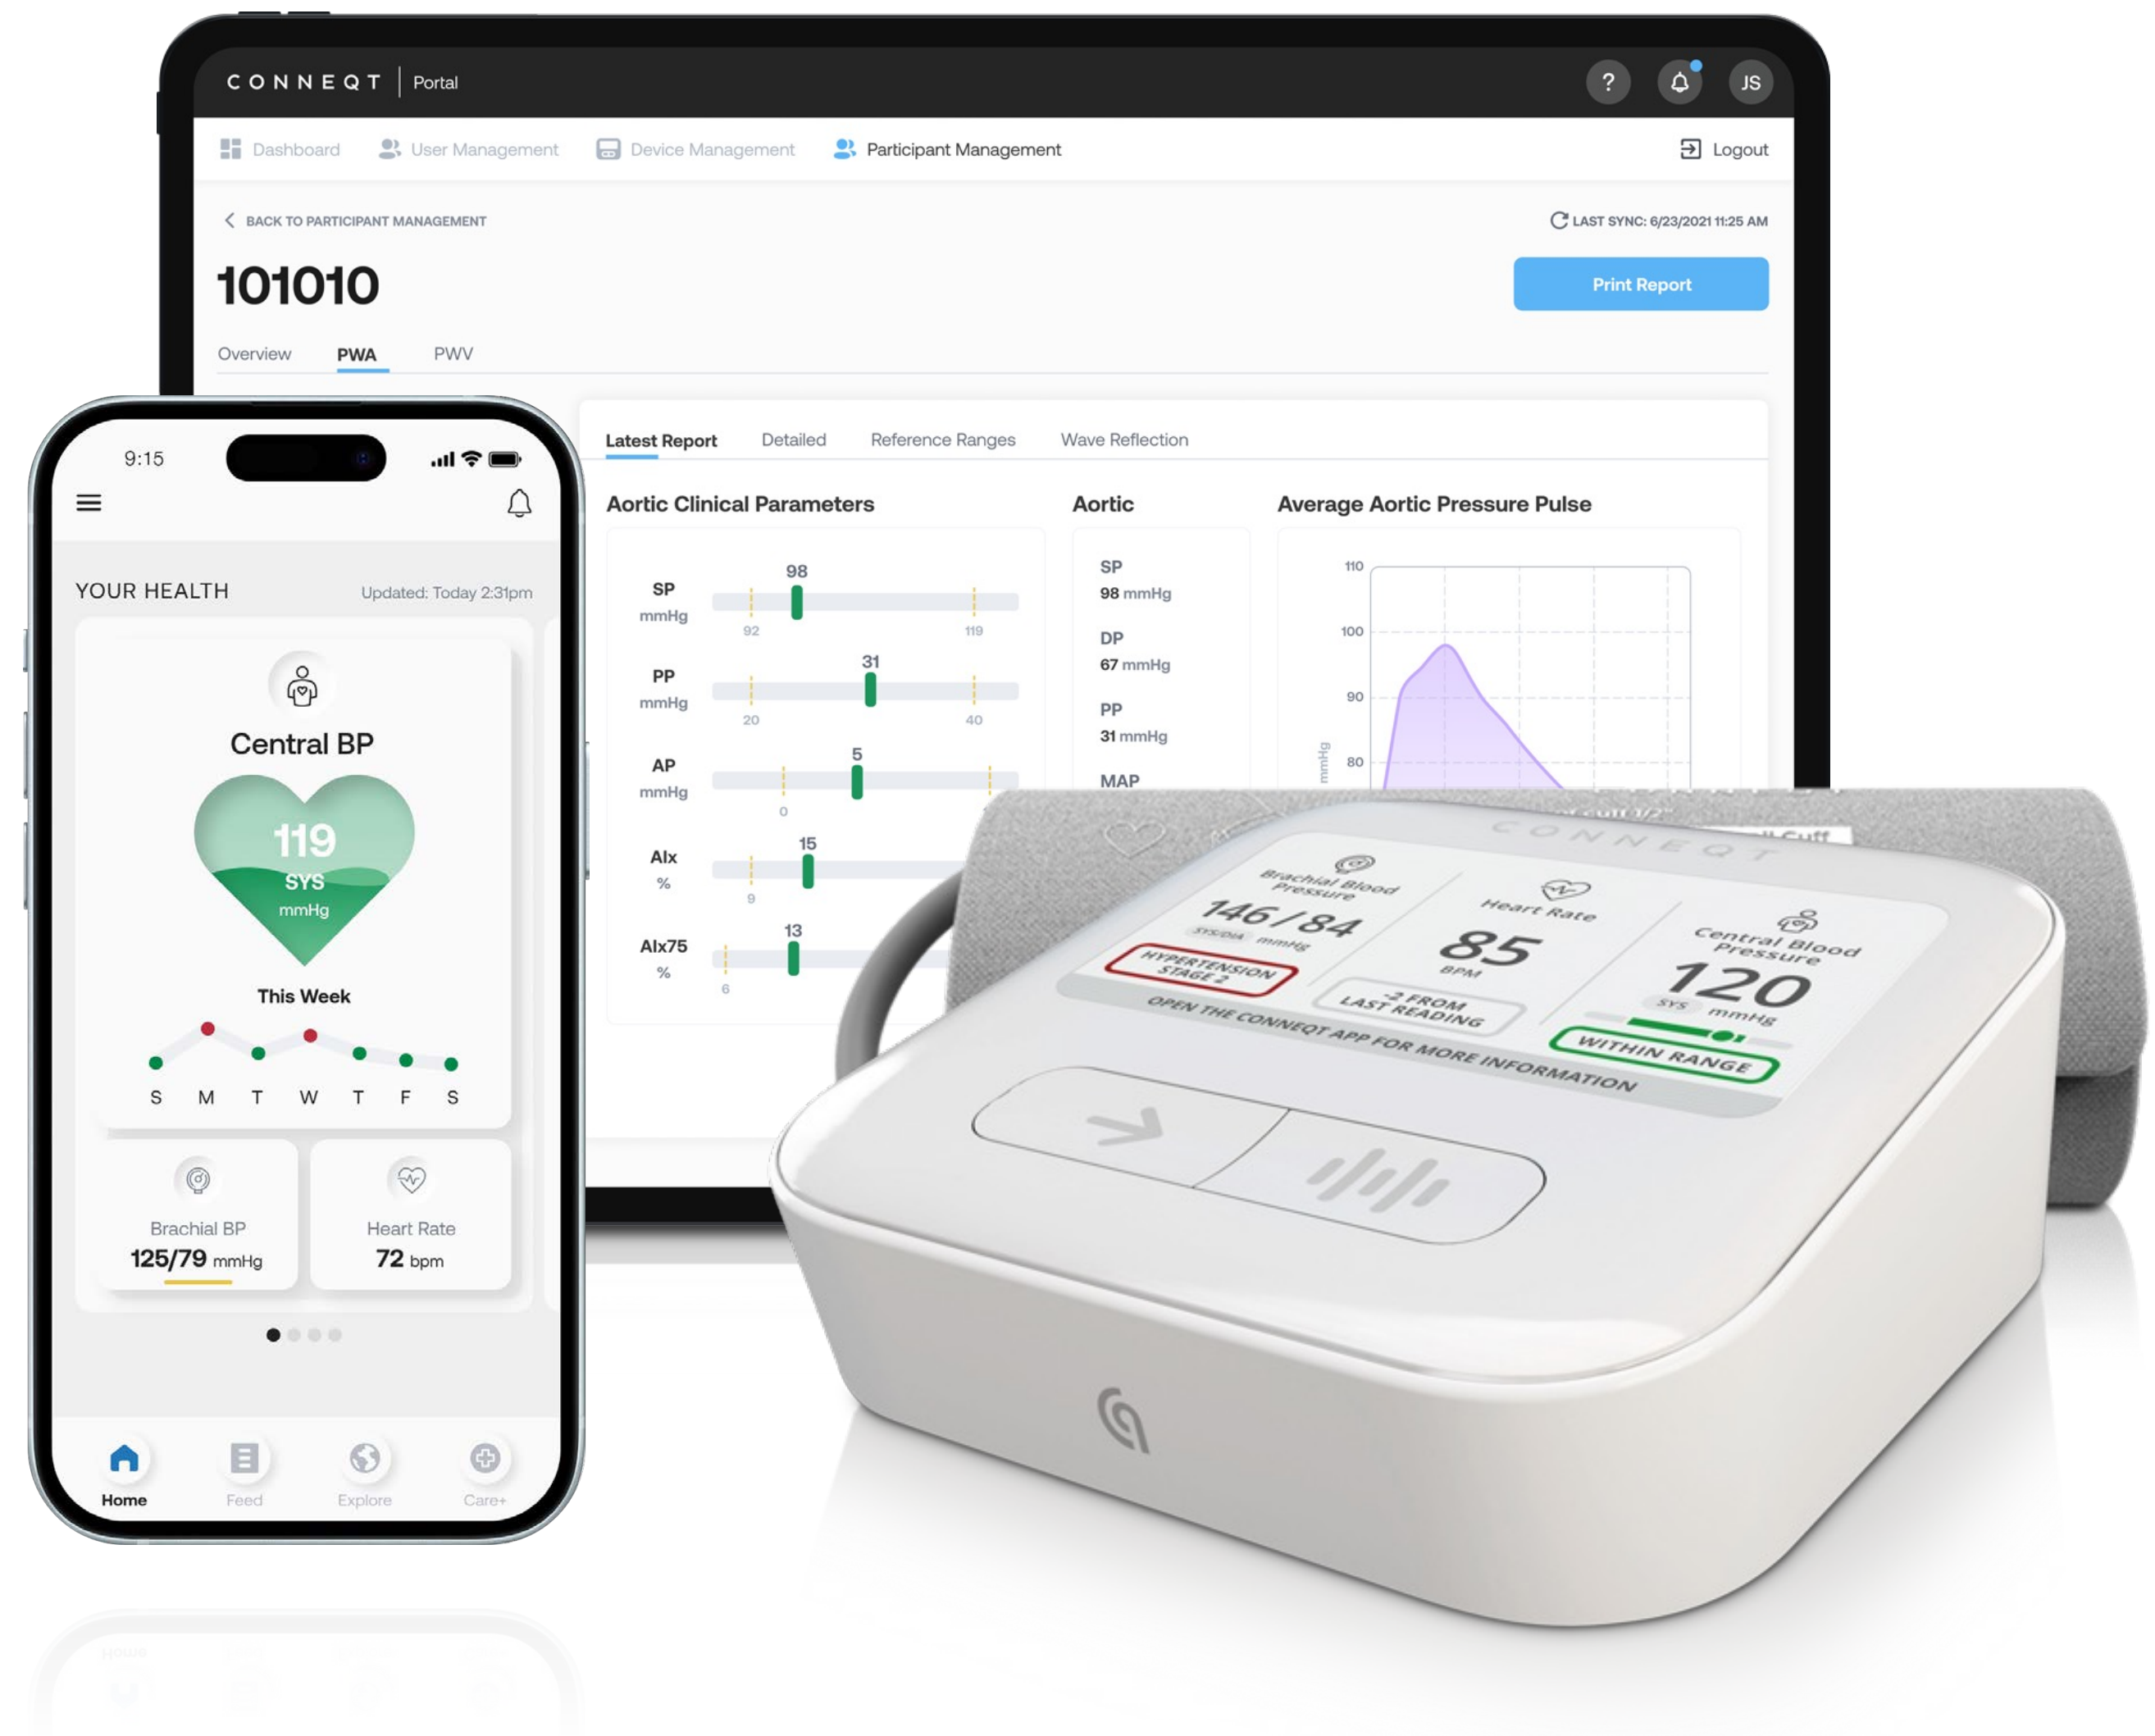 CONNEQT | Portal
? JS
Dashboard User Management Device Management Participant Management Logout
BACK TO PARTICIPANT MANAGEMENT LAST SYNC: 6/23/2021 11:25 AM
101010
Print Report
Overview PWA PWV
Latest Report Detailed Reference Ranges Wave Reflection
Aortic Clinical Parameters
SP
mmHg
98
92 119
PP
mmHg
31
20 40
AP
mmHg
5
0
AIx
%
15
9
AIx75
%
13
6
Aortic
SP
98 mmHg
DP
67 mmHg
PP
31 mmHg
MAP
Average Aortic Pressure Pulse
110
100
90
80
mmHg
9:15
YOUR HEALTH Updated: Today 2:31pm
Central BP
119
SYS
mmHg
This Week
S M T W T F S
Brachial BP
125/79 mmHg
Heart Rate
72 bpm
Home Feed Explore Care+
Cuff
CONNEQT
Brachial Blood
Pressure
146/84
SYS/DIA mmHg
HYPERTENSION
STAGE 2
Heart Rate
85
BPM
-2 FROM
LAST READING
Central Blood
Pressure
120
SYS mmHg
WITHIN RANGE
OPEN THE CONNEQT APP FOR MORE INFORMATION